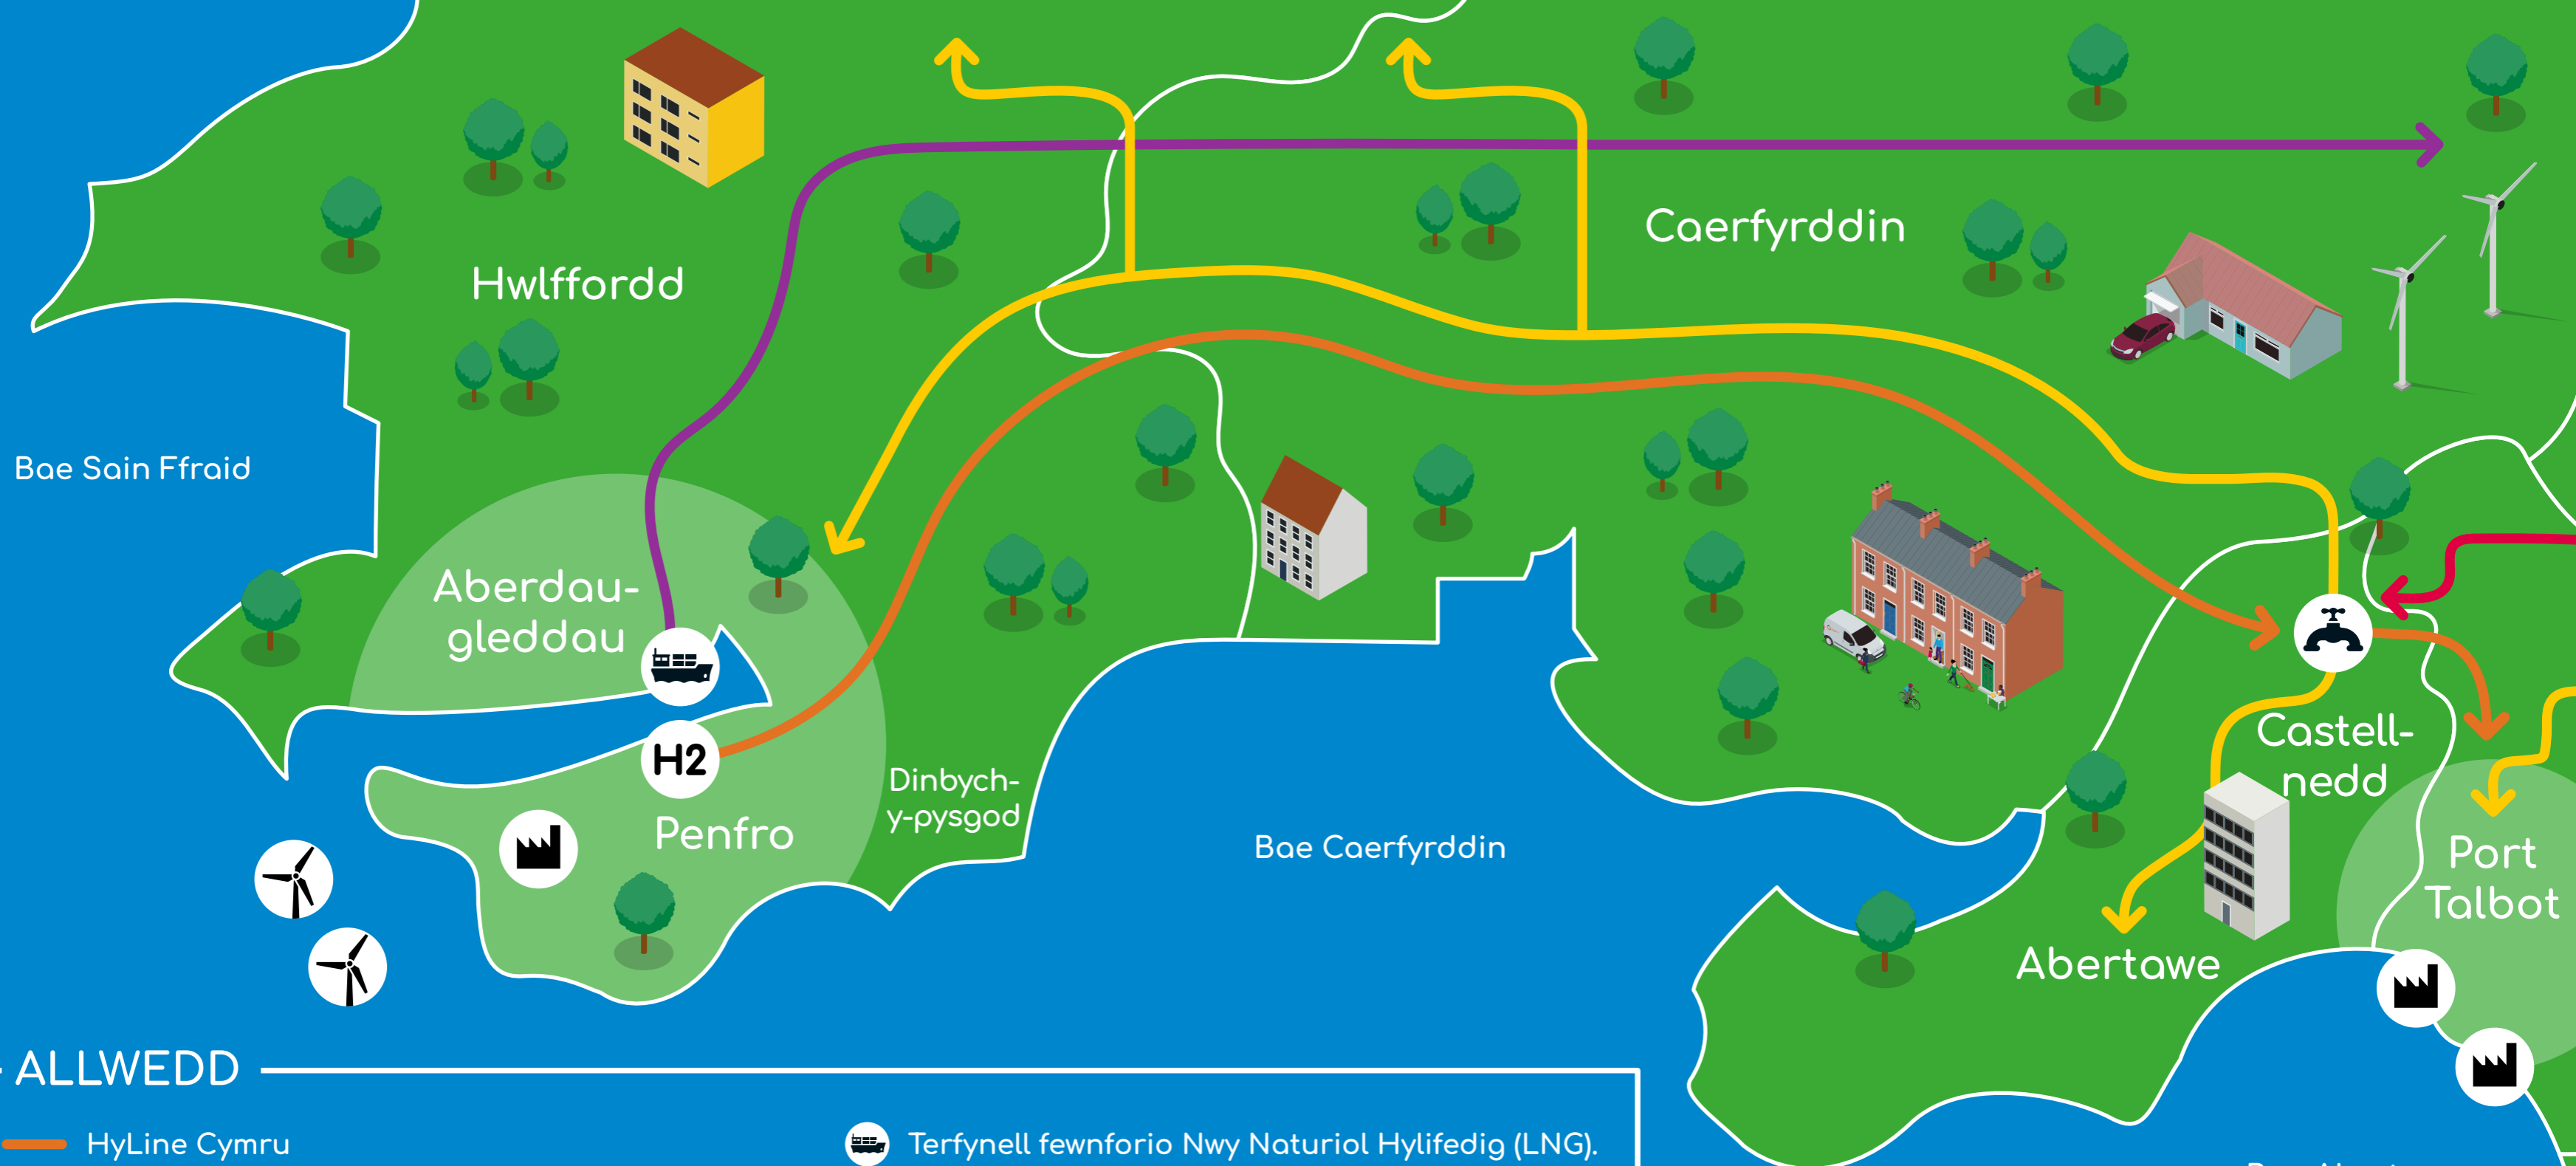 Hwlffordd
Caerfyrddin
Bae Sain Ffraid
Aberdau-
gleddau
H2
Penfro
Dinbych-
y-pysgod
Bae Caerfyrddin
Castell-
nedd
Port
Talbot
Abertawe
ALLWEDD
HyLine Cymru
Terfynell fewnforio Nwy Naturiol Hylifedig (LNG).